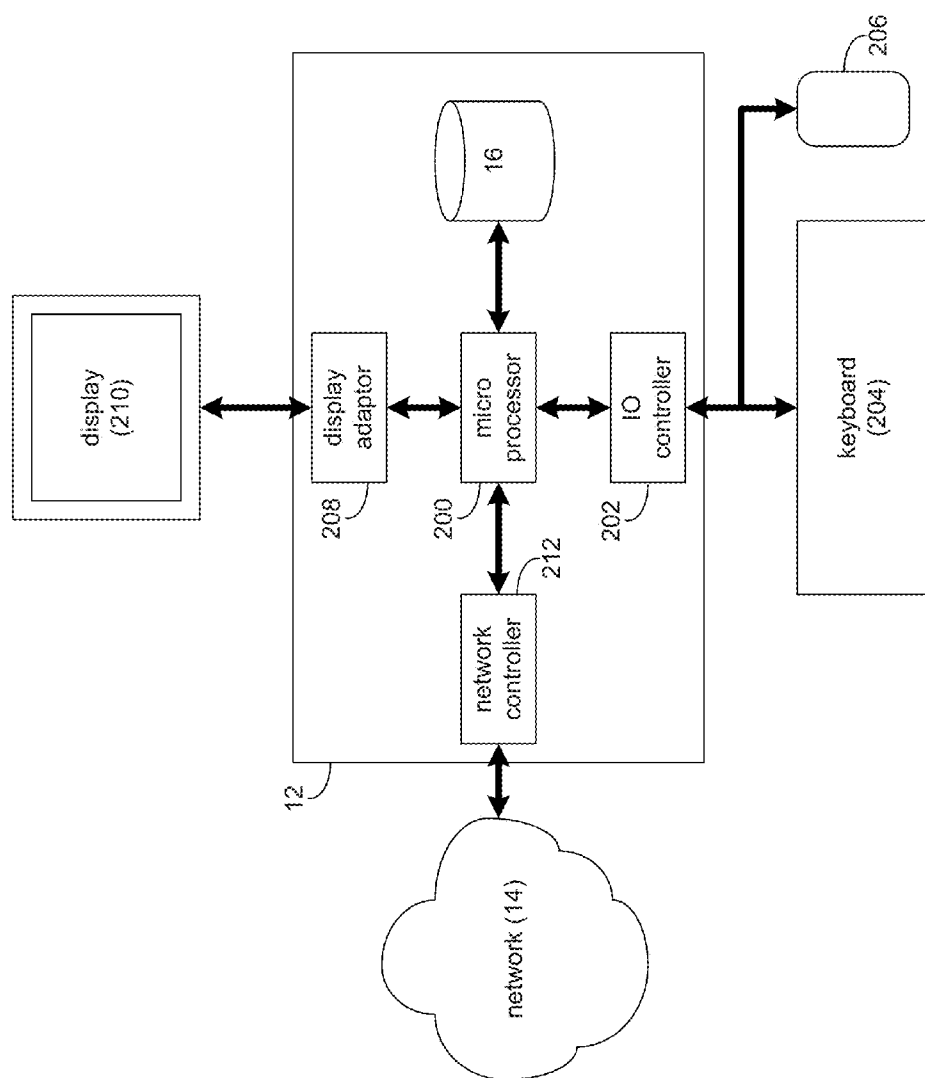 display
(210)
display
adaptor
208
16
micro
processor
200
IO
controller
202
network
controller
212
12
network (14)
206
keyboard
(204)